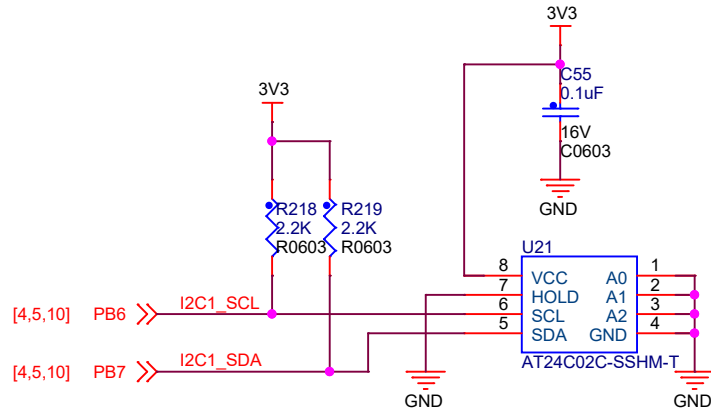 3V3
C55
0.1uF
16V
C0603
GND
3V3
R218
2.2K
R0603
R219
2.2K
R0603
U21
8 VCC A0 1
7 HOLD A1 2
6 SCL A2 3
5 SDA GND 4
AT24C02C-SSHM-T
[4,5,10] PB6 I2C1_SCL
[4,5,10] PB7 I2C1_SDA
GND
GND